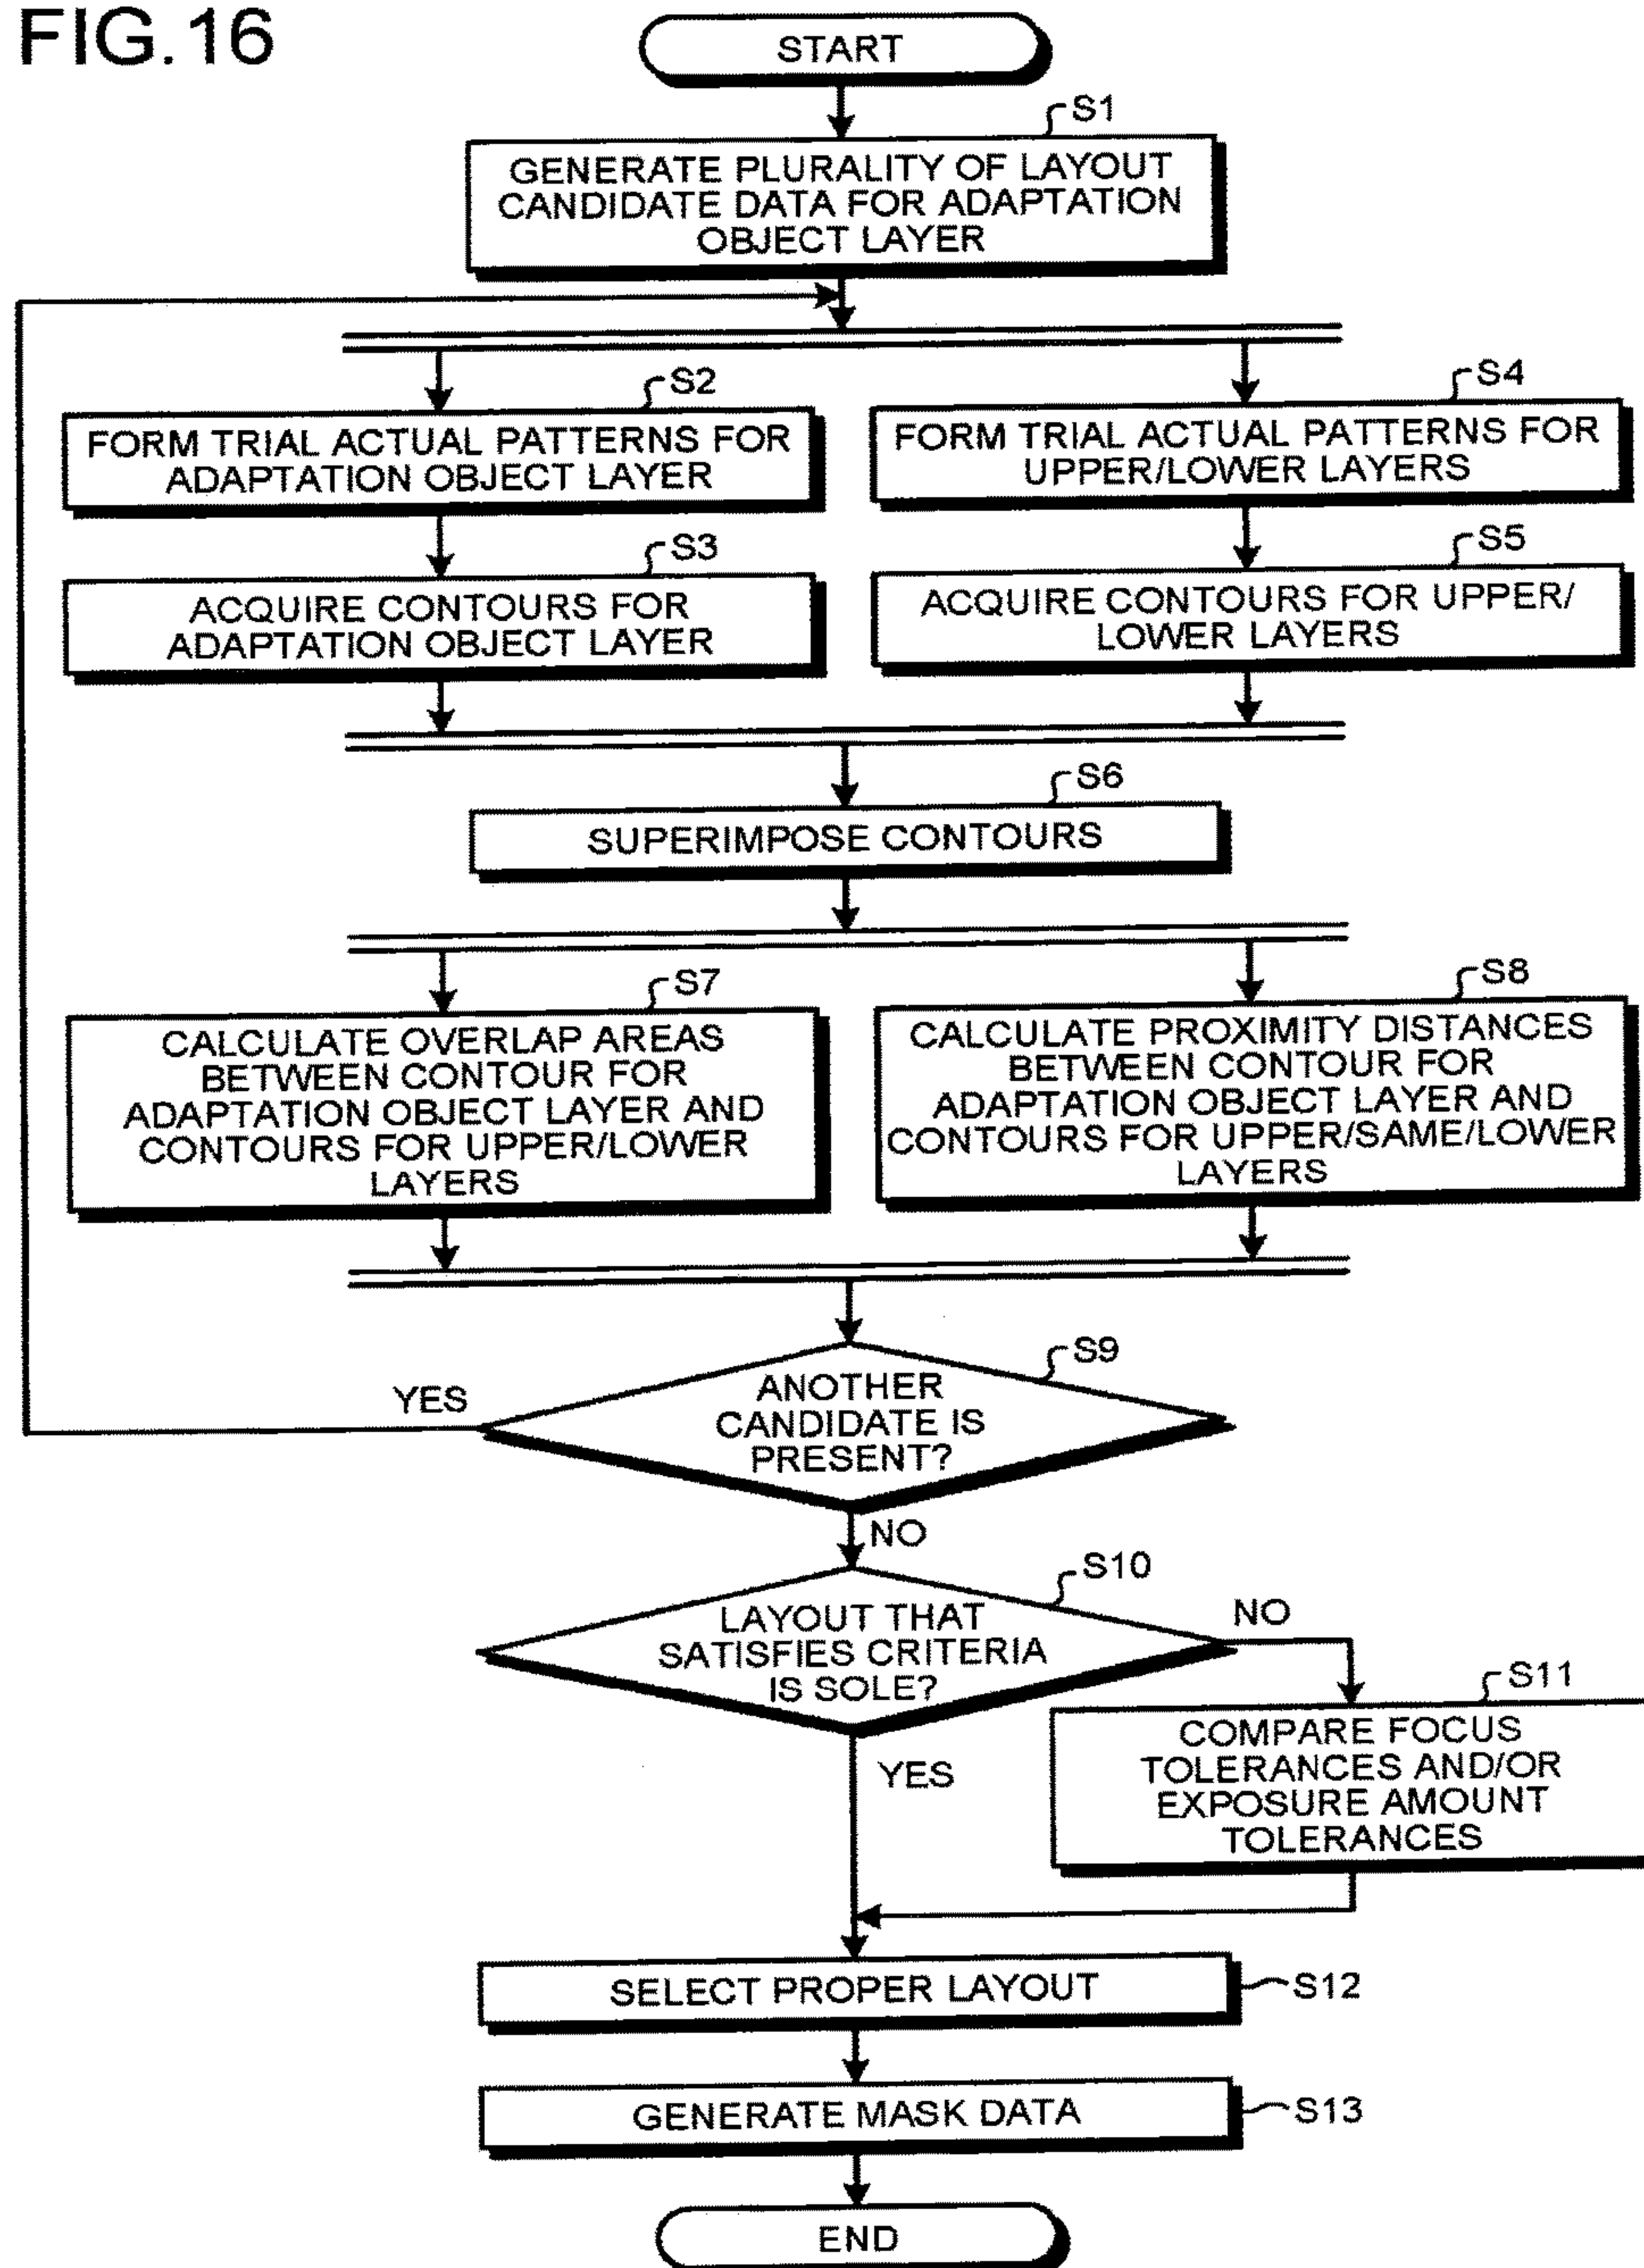 FIG.16
START
S1
GENERATE PLURALITY OF LAYOUT
CANDIDATE DATA FOR ADAPTATION
OBJECT LAYER
S2
FORM TRIAL ACTUAL PATTERNS FOR
ADAPTATION OBJECT LAYER
S4
FORM TRIAL ACTUAL PATTERNS FOR
UPPER/LOWER LAYERS
S3
ACQUIRE CONTOURS FOR
ADAPTATION OBJECT LAYER
S5
ACQUIRE CONTOURS FOR UPPER/
LOWER LAYERS
S6
SUPERIMPOSE CONTOURS
S7
CALCULATE OVERLAP AREAS
BETWEEN CONTOUR FOR
ADAPTATION OBJECT LAYER AND
CONTOURS FOR UPPER/LOWER
LAYERS
S8
CALCULATE PROXIMITY DISTANCES
BETWEEN CONTOUR FOR
ADAPTATION OBJECT LAYER AND
CONTOURS FOR UPPER/SAME/LOWER
LAYERS
S9
YES
ANOTHER
CANDIDATE IS
PRESENT?
NO
S10
LAYOUT THAT
SATISFIES CRITERIA
IS SOLE?
NO
S11
COMPARE FOCUS
TOLERANCES AND/OR
EXPOSURE AMOUNT
TOLERANCES
YES
SELECT PROPER LAYOUT
S12
GENERATE MASK DATA
S13
END